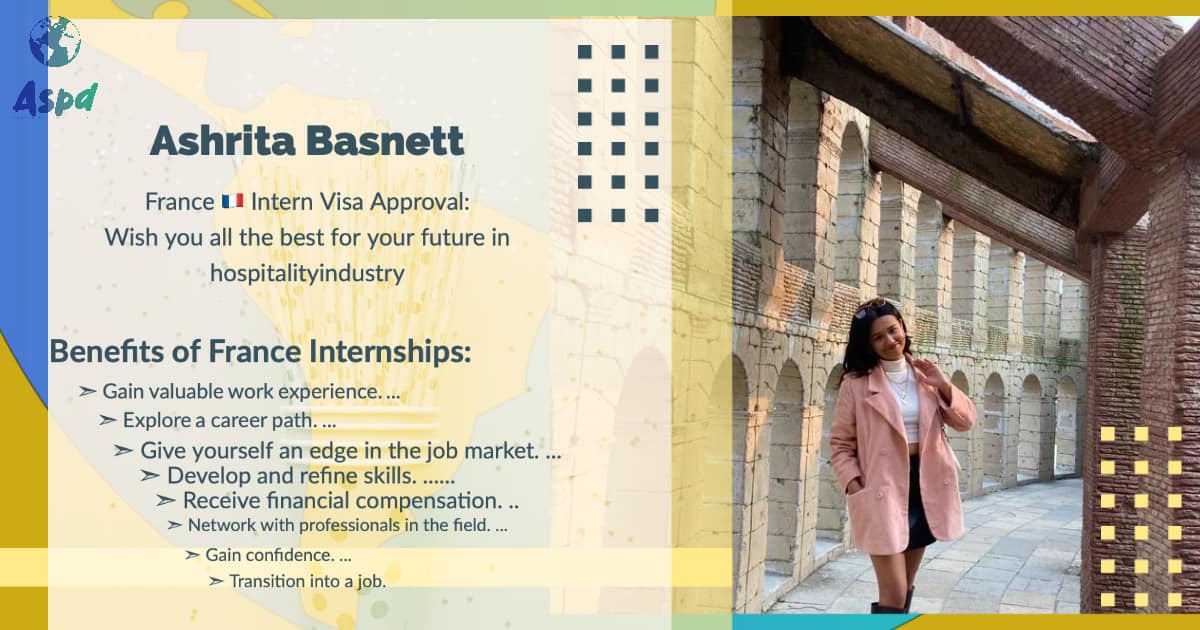 Aspd
Ashrita Basnett
France 🇫🇷 Intern Visa Approval:
Wish you all the best for your future in
hospitalityindustry
Benefits of France Internships:
➣ Gain valuable work experience. ...
➣ Explore a career path. ...
➣ Give yourself an edge in the job market. ...
➣ Develop and refine skills. ......
➣ Receive financial compensation. ..
➣ Network with professionals in the field. ...
➣ Gain confidence. ...
➣ Transition into a job.